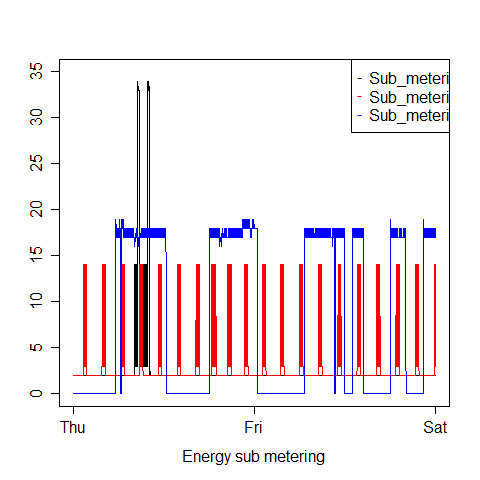 35
30
25
20
15
10
5
0
- Sub_meteri
- Sub_meteri
- Sub_meteri
Thu Fri Sat
Energy sub metering